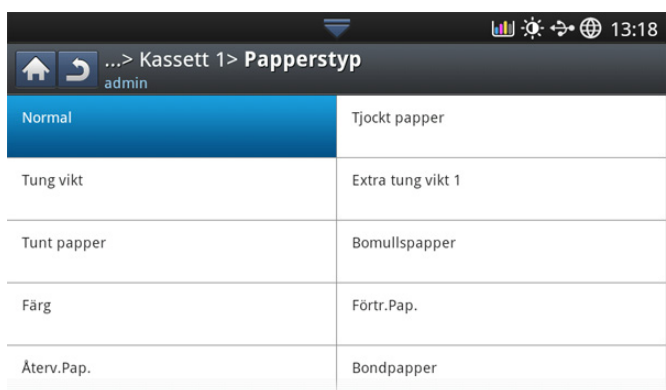 13:18
...> Kassett 1> Papperstyp
admin
Normal
Tjockt papper
Tung vikt
Extra tung vikt 1
Tunt papper
Bomullspapper
Färg
Förtr.Pap.
Återv.Pap.
Bondpapper